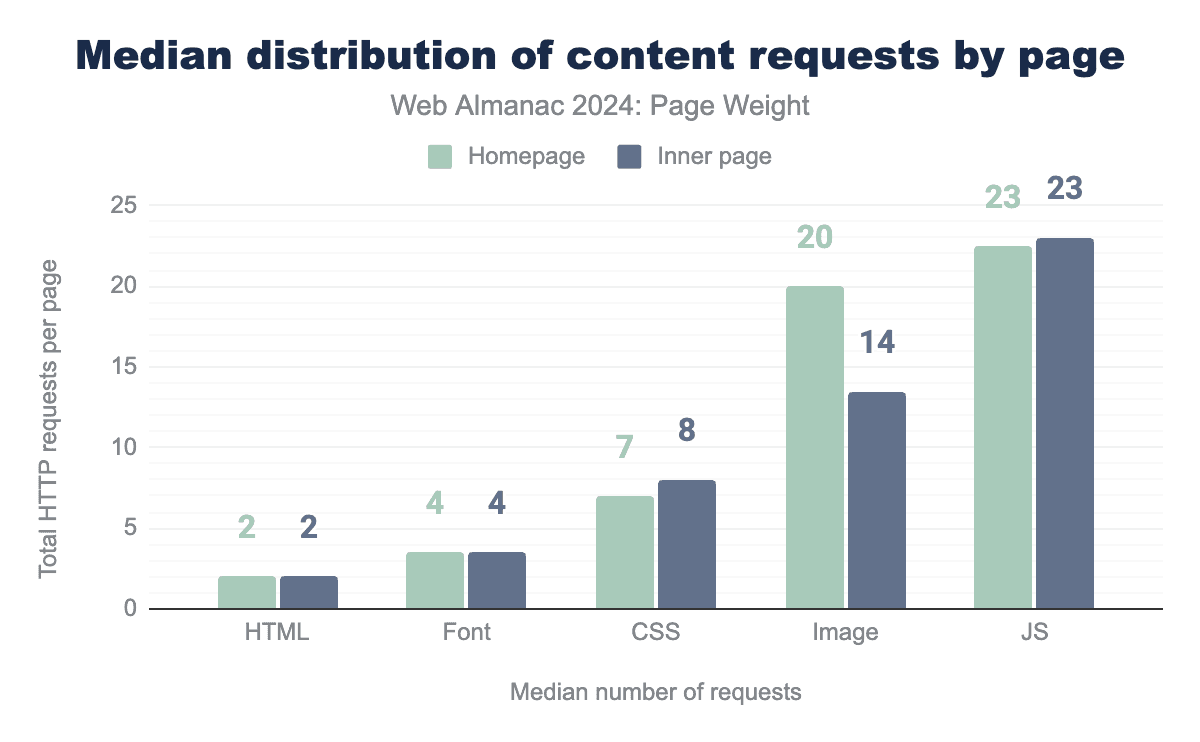 Median distribution of content requests by page
Web Almanac 2024: Page Weight
Homepage Inner page
Total HTTP requests per page
25
20
15
10
5
0
2 2
4 4
7 8
20 14
23 23
HTML Font CSS Image JS
Median number of requests